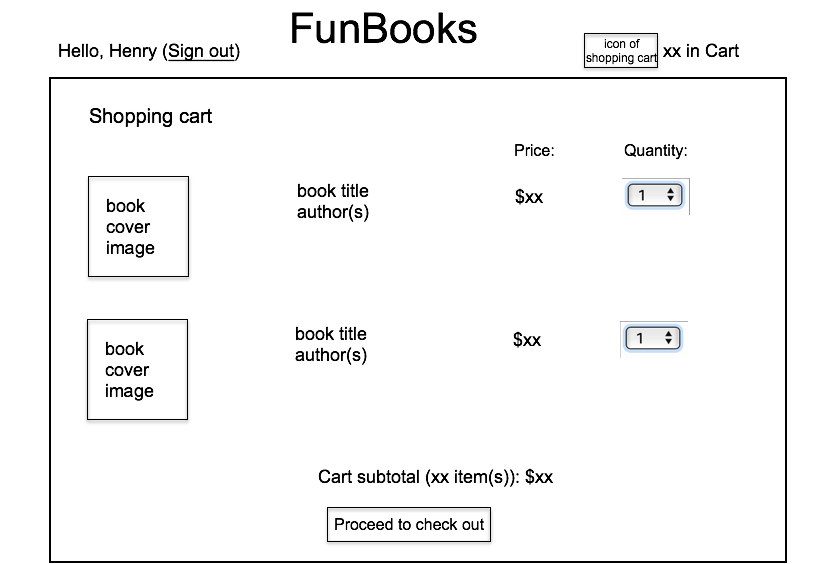 FunBooks
Hello, Henry (Sign out)
icon of
shopping cart
xx in Cart
Shopping cart
Price:
Quantity:
book
cover
image
book title
author(s)
$xx
1
book
cover
image
book title
author(s)
$xx
1
Cart subtotal (xx item(s)): $xx
Proceed to check out